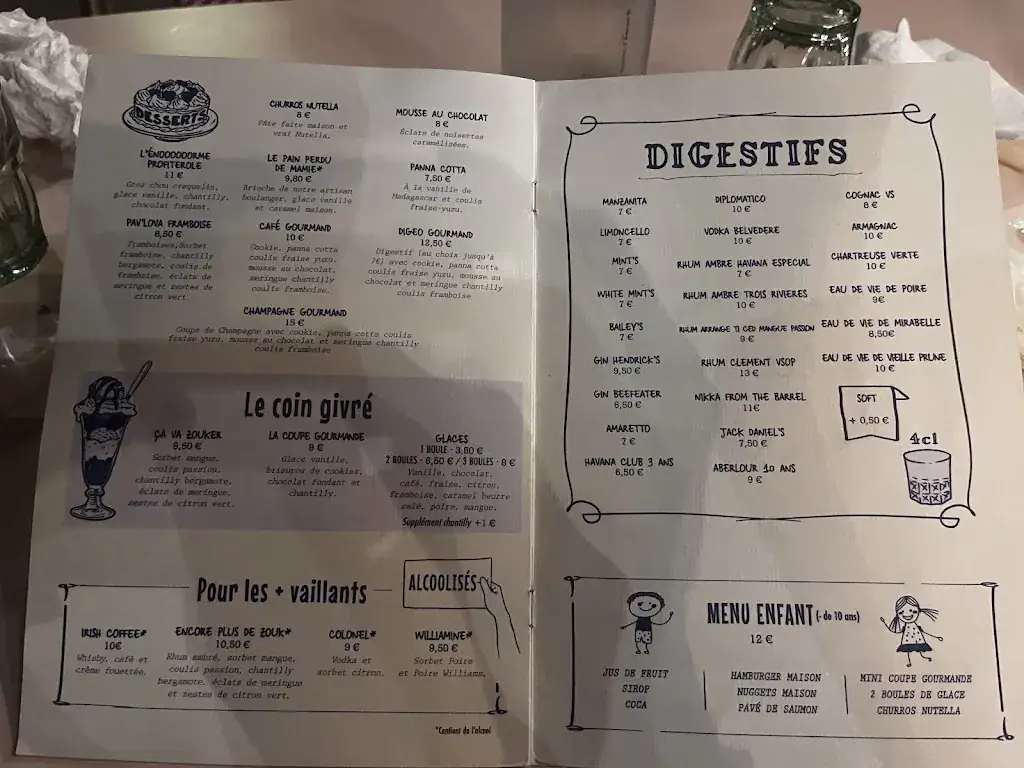 DESSERTS
CHURROS NUTELLA
8 €
Pâte faite maison et
vrai Nutella.
MOUSSE AU CHOCOLAT
8 €
Éclats de noisettes
caramélisées.
L'ÉNDOOOOORME
PROFITEROLE
11 €
Gros chou craquelin,
glace vanille, chantilly,
chocolat fondant.
LE PAIN PERDU
DE MAMIE*
9,80 €
Brioche de notre artisan
boulanger, glace vanille
et caramel maison.
PANNA COTTA
7,50 €
À la vanille de
Madagascar et coulis
fraise-yuzu.
PAVLOVA FRAMBOISE
8,50 €
Framboises, Sorbet
framboise, chantilly
bergamote, coulis de
framboise, éclats de
meringue et zestes de
citron vert
CAFÉ GOURMAND
10 €
Cookie, panna cotta
coulis fraise yuzu,
mousse au chocolat,
meringue chantilly
coulis framboise.
DIGEO GOURMAND
12,50 €
Digestif (au choix jusqu'à
7€) avec cookie, panna cotta
coulis fraise yuzu, mousse au
chocolat et meringue chantilly
coulis framboise
CHAMPAGNE GOURMAND
15 €
Coupe de Champagne avec cookie, panna cotta coulis
fraise yuzu, mousse au chocolat et meringue chantilly
coulis framboise
Le coin givré
ÇA VA ZOUKER
9,50 €
Sorbet mangue,
coulis passion,
chantilly bergamote,
éclats de meringue,
zestes de citron vert.
LA COUPE GOURMANDE
9 €
Glace vanille,
brisures de cookies,
chocolat fondant et
chantilly.
GLACES
1 BOULE - 3,50 €
2 BOULES - 6,50 € / 3 BOULES - 8 €
Vanille, chocolat,
café, fraise, citron,
framboise, caramel beurre
salé, poire, mangue.
Supplément chantilly +1 €
Pour les + vaillants
ALCOOLISÉS
IRISH COFFEE*
10€
Whisby, café et
crème fouettée.
ENCORE PLUS DE ZOUK*
10,50 €
Rhum ambré, sorbet mangue,
coulis passion, chantilly
bergamote, éclats de meringue
et zestes de citron vert.
COLONEL*
9 €
Vodka et
sorbet citron.
WILLIAMINE*
9,50 €
Sorbet Poire
et Poire Williams.
*Contient de l'alcool
DIGESTIFS
MANZANITA
7 €
LIMONCELLO
7 €
MINT'S
7 €
WHITE MINT'S
7 €
BAILEY'S
7 €
GIN HENDRICK'S
9,50 €
GIN BEEFEATER
6,50 €
AMARETTO
7 €
HAVANA CLUB 3 ANS
6,50 €
DIPLOMATICO
10 €
VODKA BELVEDERE
10 €
RHUM AMBRE HAVANA ESPECIAL
7 €
RHUM AMBRE TROIS RIVIERES
10 €
RHUM ARRANGE TI CED MANGUE PASSION
9 €
RHUM CLEMENT VSOP
13 €
NIKKA FROM THE BARREL
11€
JACK DANIEL'S
7,50 €
ABERLOUR 10 ANS
9 €
COGNAC VS
8 €
ARMAGNAC
10 €
CHARTREUSE VERTE
10 €
EAU DE VIE DE POIRE
9€
EAU DE VIE DE MIRABELLE
8,50€
EAU DE VIE DE VIEILLE PRUNE
10 €
SOFT
+ 0,50 €
4cl
MENU ENFANT (- de 10 ans)
12 €
JUS DE FRUIT
SIROP
COCA
HAMBURGER MAISON
NUGGETS MAISON
PAVÉ DE SAUMON
MINI COUPE GOURMANDE
2 BOULES DE GLACE
CHURROS NUTELLA